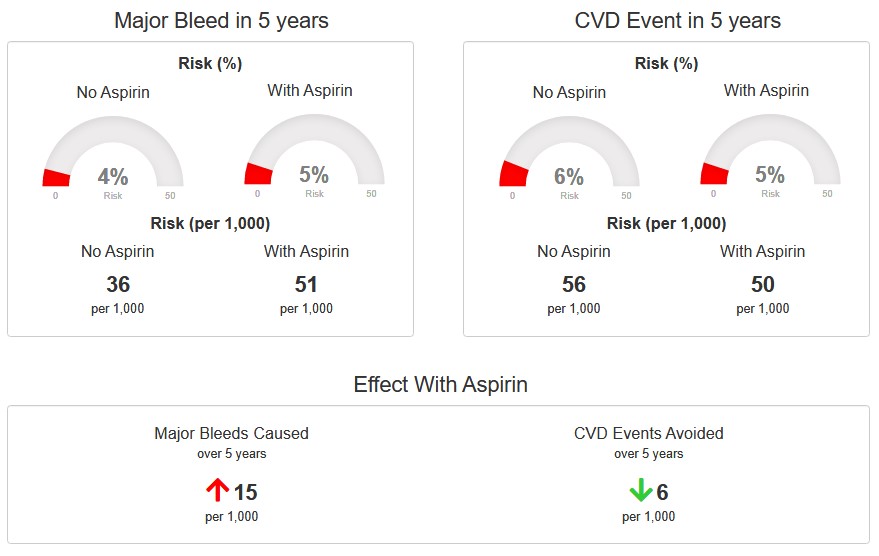 Major Bleed in 5 years
Risk (%)
No Aspirin
With Aspirin
4%
Risk
0
50
5%
Risk
0
50
Risk (per 1,000)
No Aspirin
With Aspirin
36
51
per 1,000
per 1,000
CVD Event in 5 years
Risk (%)
No Aspirin
With Aspirin
6%
Risk
0
50
5%
Risk
0
50
Risk (per 1,000)
No Aspirin
With Aspirin
56
50
per 1,000
per 1,000
Effect With Aspirin
Major Bleeds Caused
over 5 years
15
per 1,000
CVD Events Avoided
over 5 years
6
per 1,000